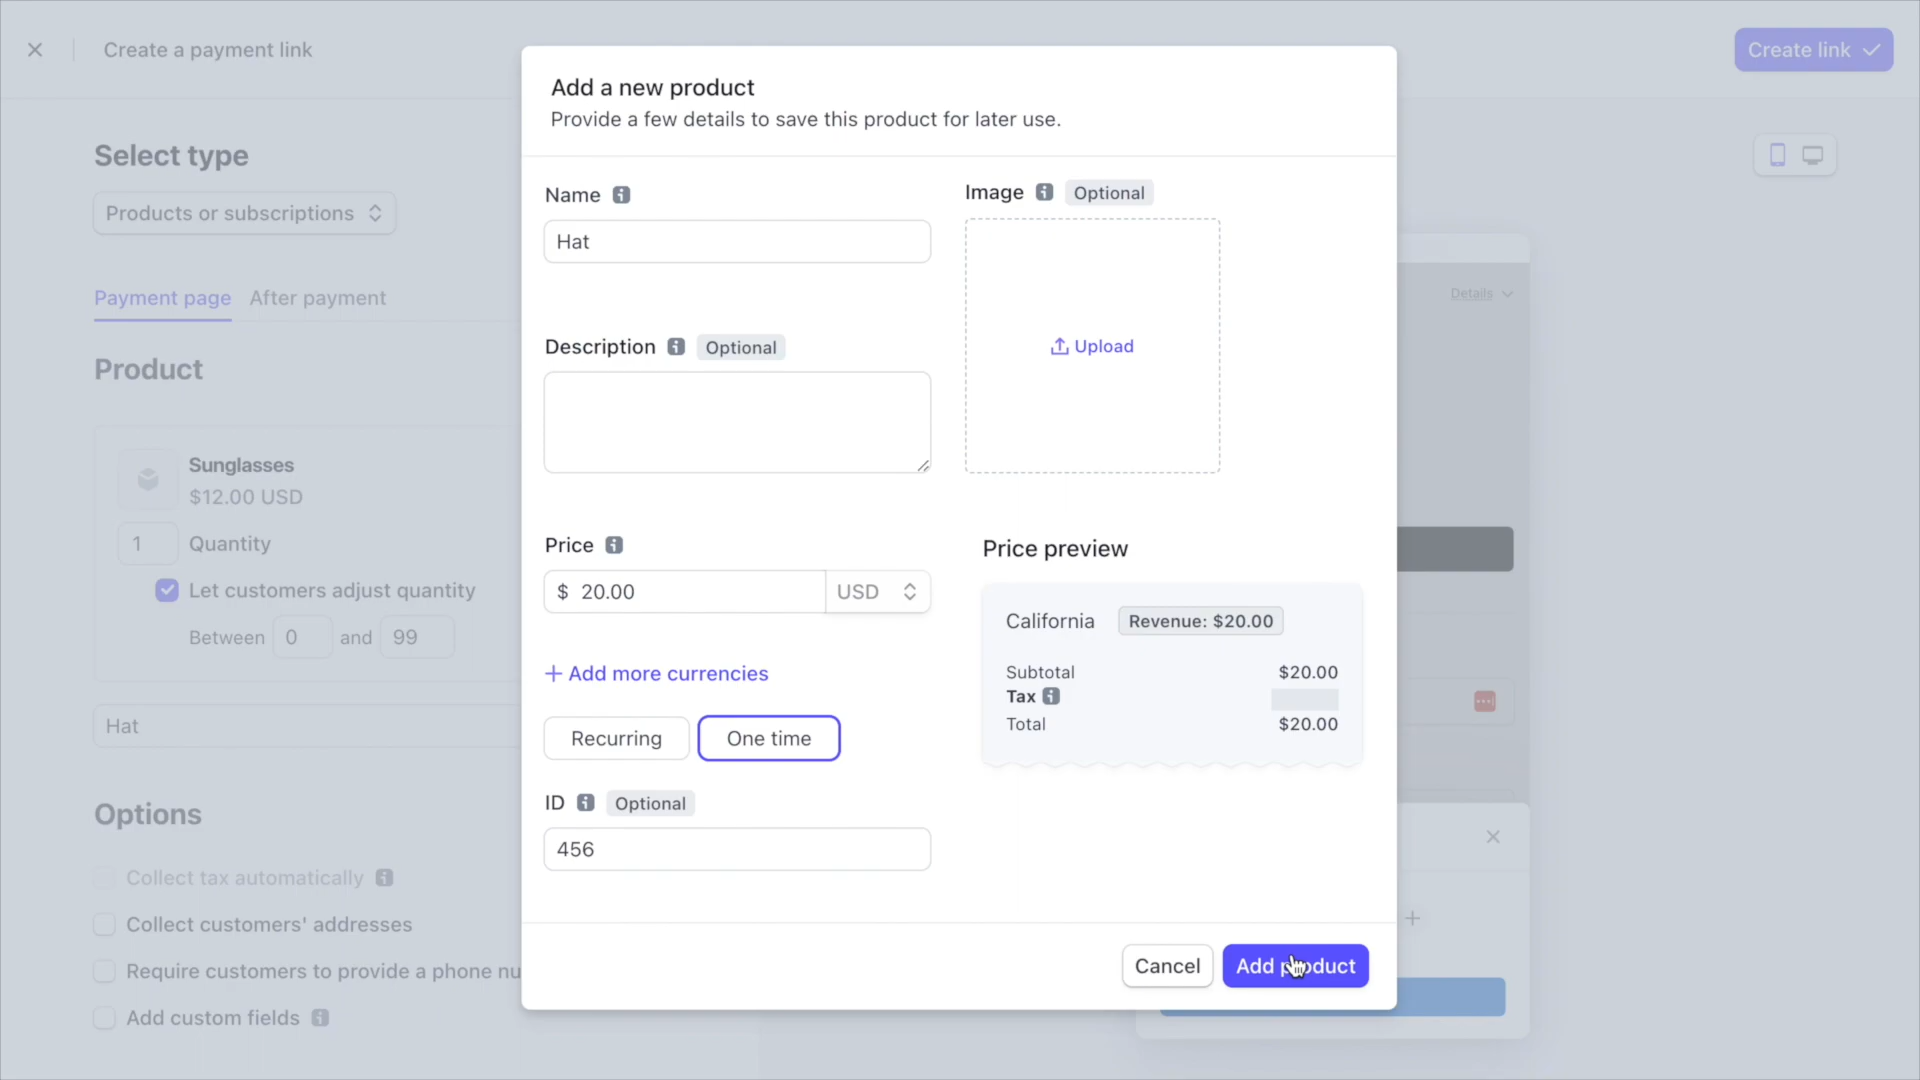 Create a payment link
Create link
Select type
Products or subscriptions
Payment page
After payment
Product
Sunglasses
$12.00 USD
1
Quantity
Let customers adjust quantity
Between 0 and 99
Hat
Options
Collect tax automatically
Collect customers' addresses
Require customers to provide a phone nu
Add custom fields
Add a new product
Provide a few details to save this product for later use.
Name
Hat
Image
Optional
Upload
Description
Optional
Price
$ 20.00
USD
+ Add more currencies
Recurring
One time
ID
Optional
456
Price preview
California
Revenue: $20.00
Subtotal $20.00
Tax
Total $20.00
Cancel
Add product
Details